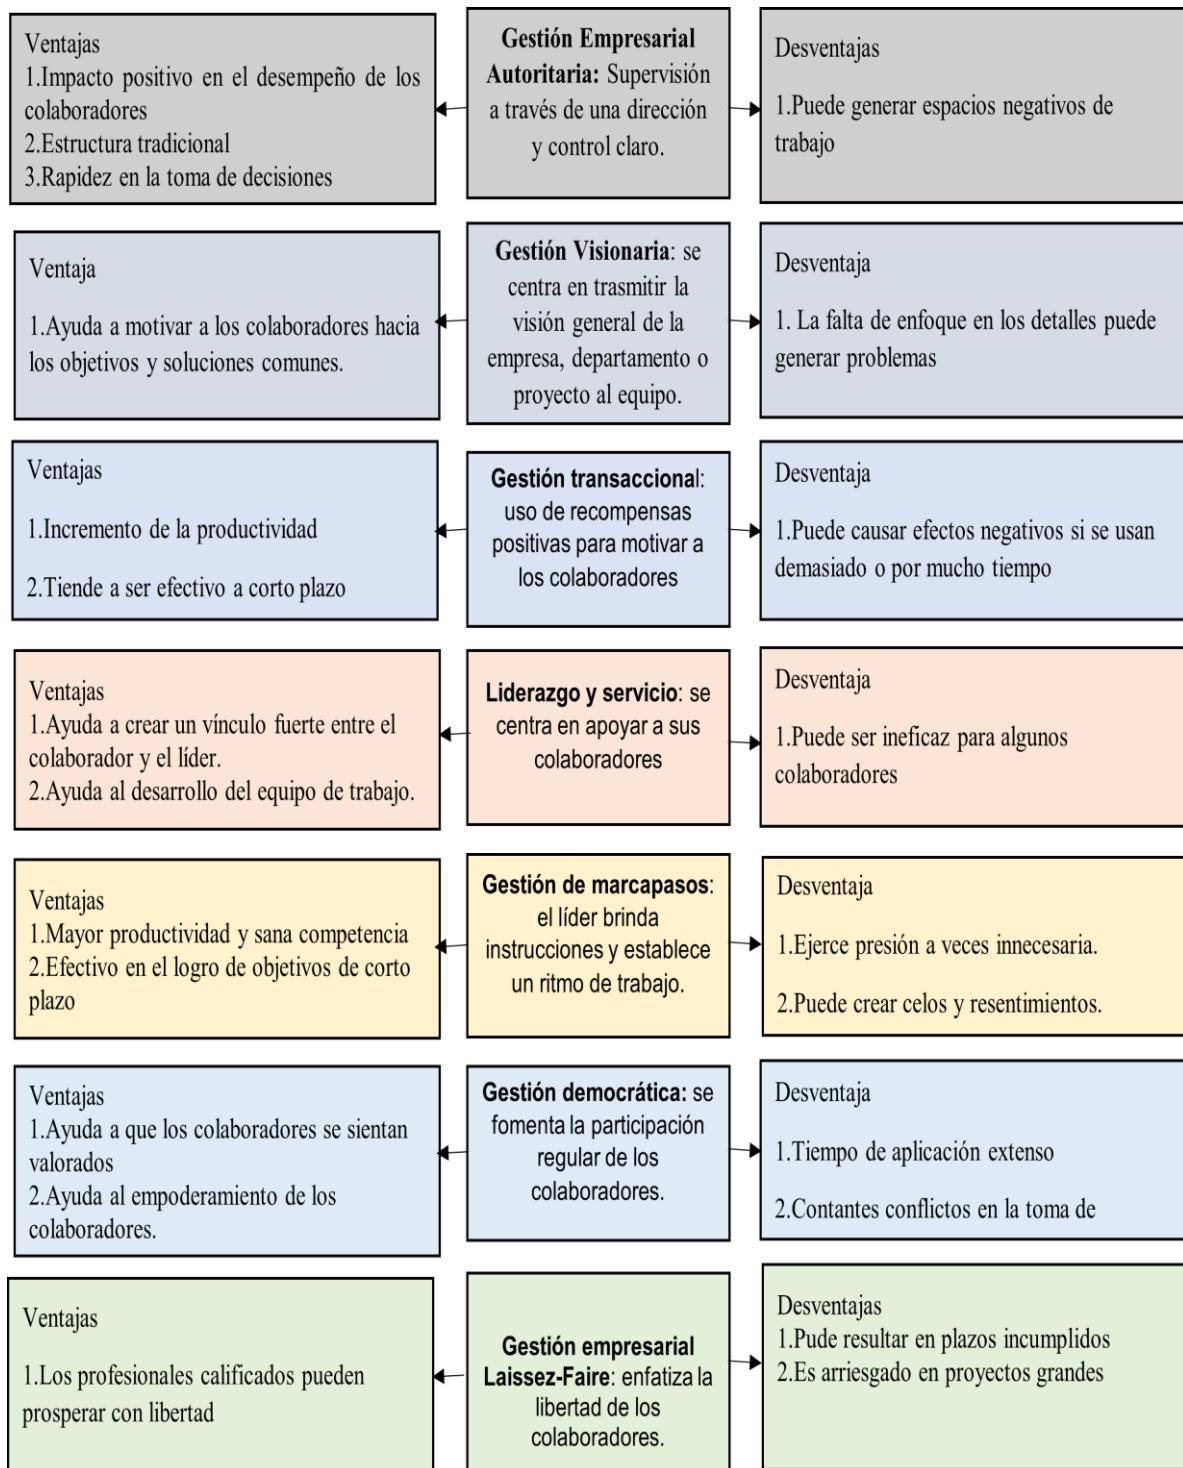 Ventajas
1.Impacto positivo en el desempeño de los
colaboradores
2.Estructura tradicional
3.Rapidez en la toma de decisiones
Gestión Empresarial
Autoritaria: Supervisión
a través de una dirección
y control claro.
Desventajas
1.Puede generar espacios negativos de
trabajo
Ventaja
1.Ayuda a motivar a los colaboradores hacia
los objetivos y soluciones comunes.
Gestión Visionaria: se
centra en trasmitir la
visión general de la
empresa, departamento o
proyecto al equipo.
Desventaja
1. La falta de enfoque en los detalles puede
generar problemas
Ventajas
1.Incremento de la productividad
2.Tiende a ser efectivo a corto plazo
Gestión transaccional:
uso de recompensas
positivas para motivar a
los colaboradores
Desventaja
1.Puede causar efectos negativos si se usan
demasiado o por mucho tiempo
Ventajas
1.Ayuda a crear un vínculo fuerte entre el
colaborador y el líder.
2.Ayuda al desarrollo del equipo de trabajo.
Liderazgo y servicio: se
centra en apoyar a sus
colaboradores
Desventaja
1.Puede ser ineficaz para algunos
colaboradores
Ventajas
1.Mayor productividad y sana competencia
2.Efectivo en el logro de objetivos de corto
plazo
Gestión de marcapasos:
el líder brinda
instrucciones y establece
un ritmo de trabajo.
Desventaja
1.Ejerce presión a veces innecesaria.
2.Puede crear celos y resentimientos.
Ventajas
1.Ayuda a que los colaboradores se sientan
valorados
2.Ayuda al empoderamiento de los
colaboradores.
Gestión democrática: se
fomenta la participación
regular de los
colaboradores.
Desventaja
1.Tiempo de aplicación extenso
2.Contantes conflictos en la toma de
Ventajas
1.Los profesionales calificados pueden
prosperar con libertad
Gestión empresarial
Laissez-Faire: enfatiza la
libertad de los
colaboradores.
Desventajas
1.Pude resultar en plazos incumplidos
2.Es arriesgado en proyectos grandes